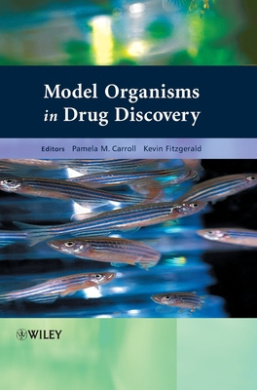 Model Organisms
in Drug Discovery
Editors Pamela M. Carroll Kevin Fitzgerald
WILEY